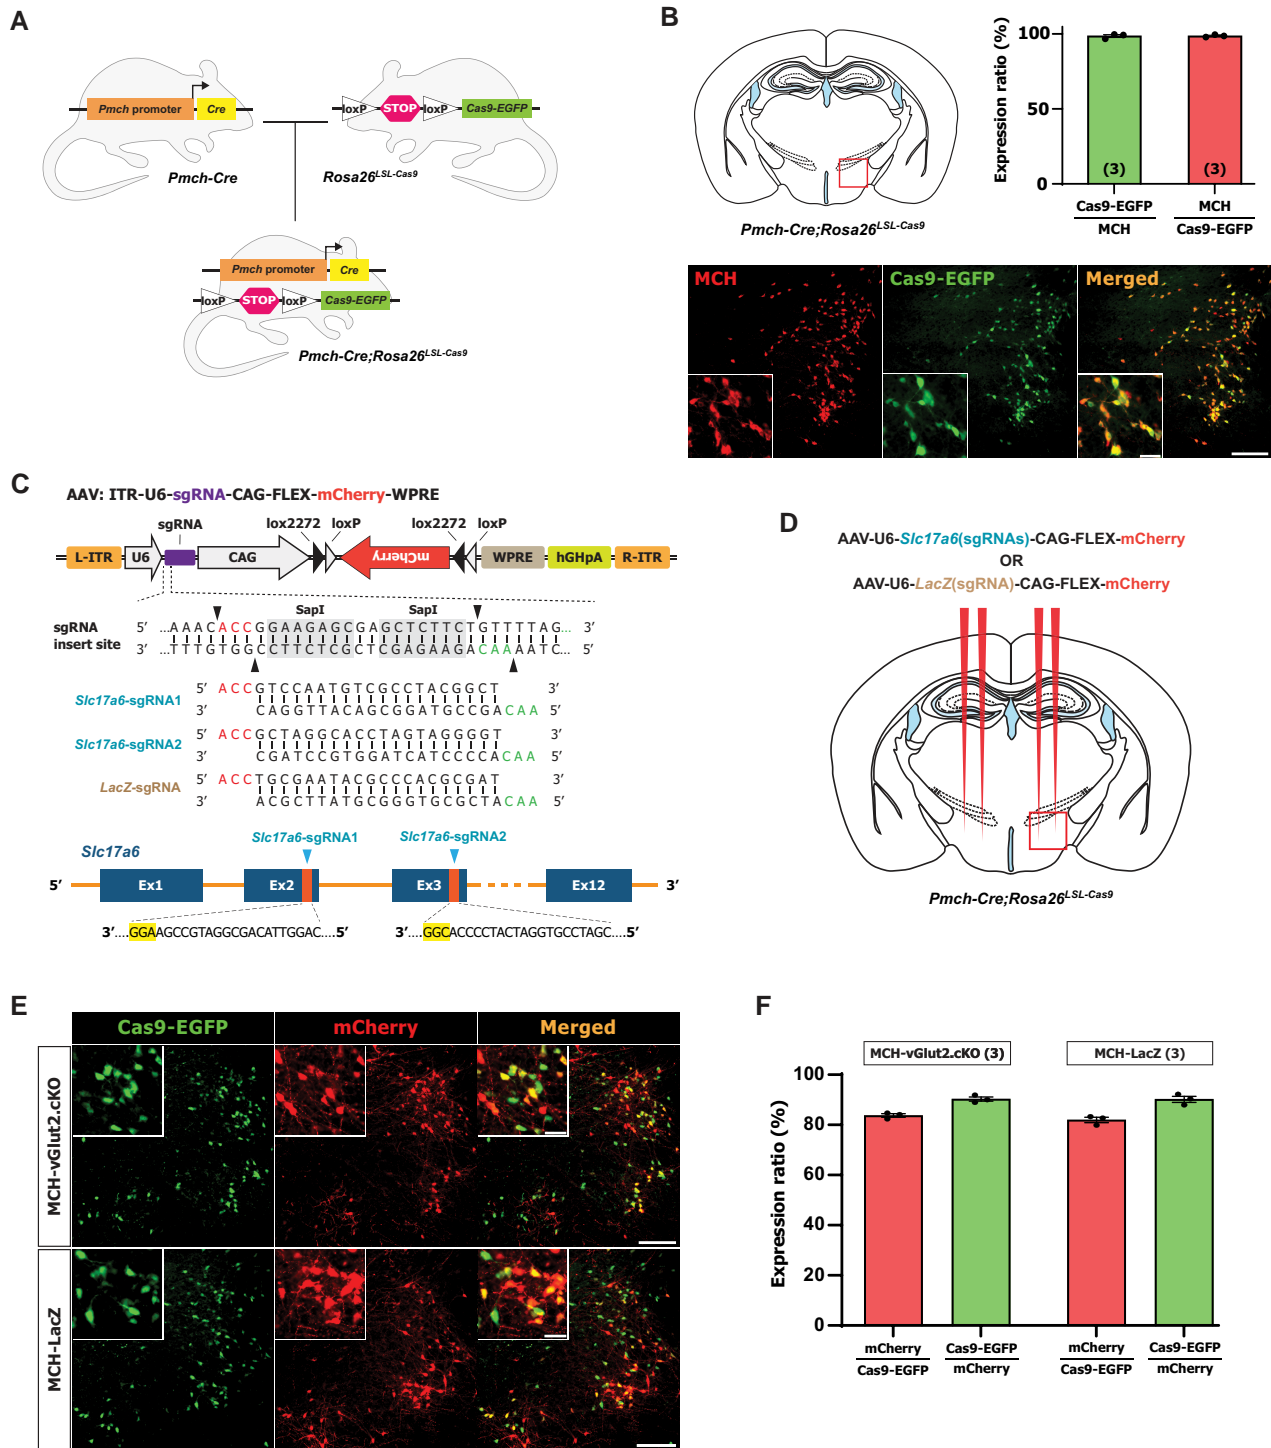 A
Pmch promoter
Cre
loxP
STOP
loxP
Cas9-EGFP
Pmch-Cre
Rosa26LSL-Cas9
Pmch promoter
Cre
loxP
STOP
loxP
Cas9-EGFP
Pmch-Cre;Rosa26LSL-Cas9
B
Pmch-Cre;Rosa26LSL-Cas9
Expression ratio (%)
100
50
0
(3)
(3)
Cas9-EGFP
MCH
MCH
Cas9-EGFP
MCH
Cas9-EGFP
Merged
C
AAV: ITR-U6-sgRNA-CAG-FLEX-mCherry-WPRE
sgRNA
lox2272
loxP
lox2272
loxP
L-ITR
U6
CAG
mCherry
WPRE
hGHpA
R-ITR
SapI
SapI
sgRNA
insert site
5′ ...AAACACCGGAAGAGCGAGCTCTTCTGTTTTAG... 3′
3′ ...TTTGTGGCCTTCTCGCTCGAGAAGACAAAATC... 5′
Slc17a6-sgRNA1
5′ ACCGTCCAATGTCGCCTACGGCT 3′
3′ CAGGTTACAGCGGATGCCGACAA 5′
Slc17a6-sgRNA2
5′ ACCGCTAGGCACCTAGTAGGGGT 3′
3′ CGATCCGTGGATCATCCCCACAA 5′
LacZ-sgRNA
5′ ACCTGCGAATACGCCCACGCGAT 3′
3′ ACGCTTATGCGGGTGCGCTACAA 5′
Slc17a6
Slc17a6-sgRNA1
Slc17a6-sgRNA2
5′
Ex1
Ex2
Ex3
Ex12
3′
3′....GGAAGCCGTAGGCGACATTGGAC....5′
3′....GGCACCCCTACTAGGTGCCTAGC....5′
D
AAV-U6-Slc17a6(sgRNAs)-CAG-FLEX-mCherry
OR
AAV-U6-LacZ(sgRNA)-CAG-FLEX-mCherry
Pmch-Cre;Rosa26LSL-Cas9
E
Cas9-EGFP
mCherry
Merged
MCH-vGlut2.cKO
MCH-LacZ
F
MCH-vGlut2.cKO (3)
MCH-LacZ (3)
Expression ratio (%)
100
80
60
40
20
0
mCherry
Cas9-EGFP
Cas9-EGFP
mCherry
mCherry
Cas9-EGFP
Cas9-EGFP
mCherry